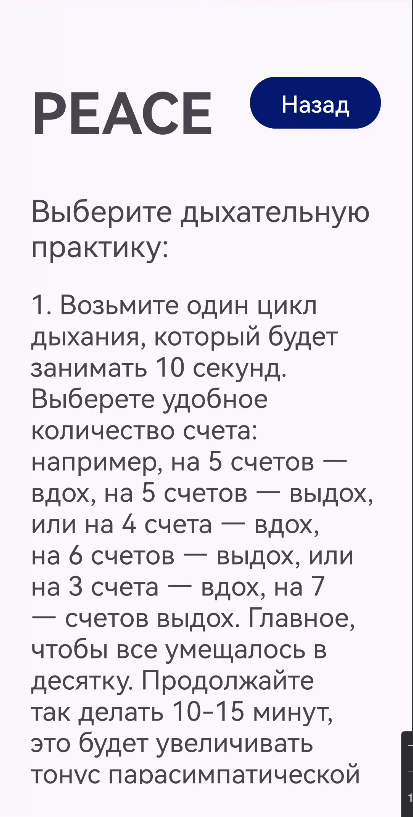 PEACE
Назад
Выберите дыхательную
практику:
1. Возьмите один цикл
дыхания, который будет
занимать 10 секунд.
Выберете удобное
количество счета:
например, на 5 счетов —
вдох, на 5 счетов — выдох,
или на 4 счета — вдох,
на 6 счетов — выдох, или
на 3 счета — вдох, на 7
— счетов выдох. Главное,
чтобы все умещалось в
десятку. Продолжайте
так делать 10-15 минут,
это будет увеличивать
тонус парасимпатической